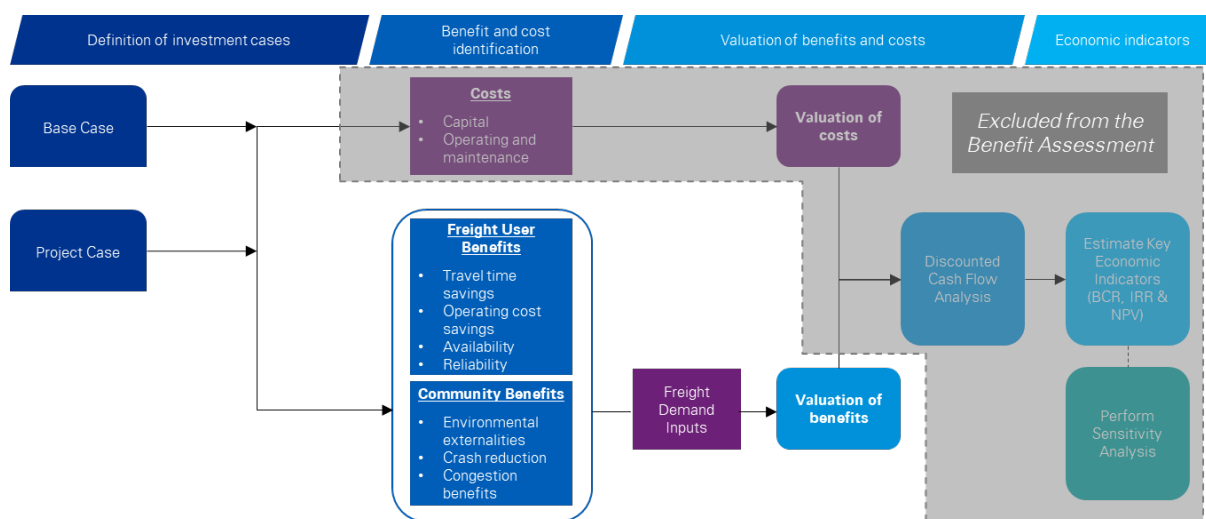 Definition of investment cases
Benefit and cost
identification
Valuation of benefits and costs
Economic indicators
Base Case
Project Case
Costs
• Capital
• Operating and
maintenance
Valuation of
costs
Excluded from the
Benefit Assessment
Freight User
Benefits
• Travel time
savings
• Operating cost
savings
• Availability
• Reliability
Community Benefits
• Environmental
externalities
• Crash reduction
• Congestion
benefits
Freight
Demand
Inputs
Valuation of
benefits
Discounted
Cash Flow
Analysis
Estimate Key
Economic
Indicators
(BCR, IRR &
NPV)
Perform
Sensitivity
Analysis